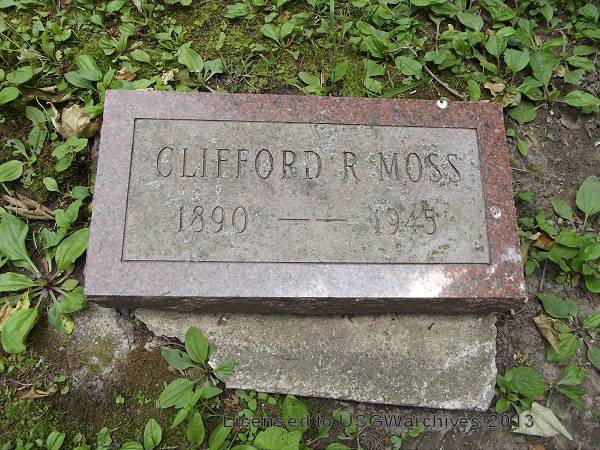 CLIFFORD R MOSS
1890 — — 1945
Licensed to USGWarchives 2013